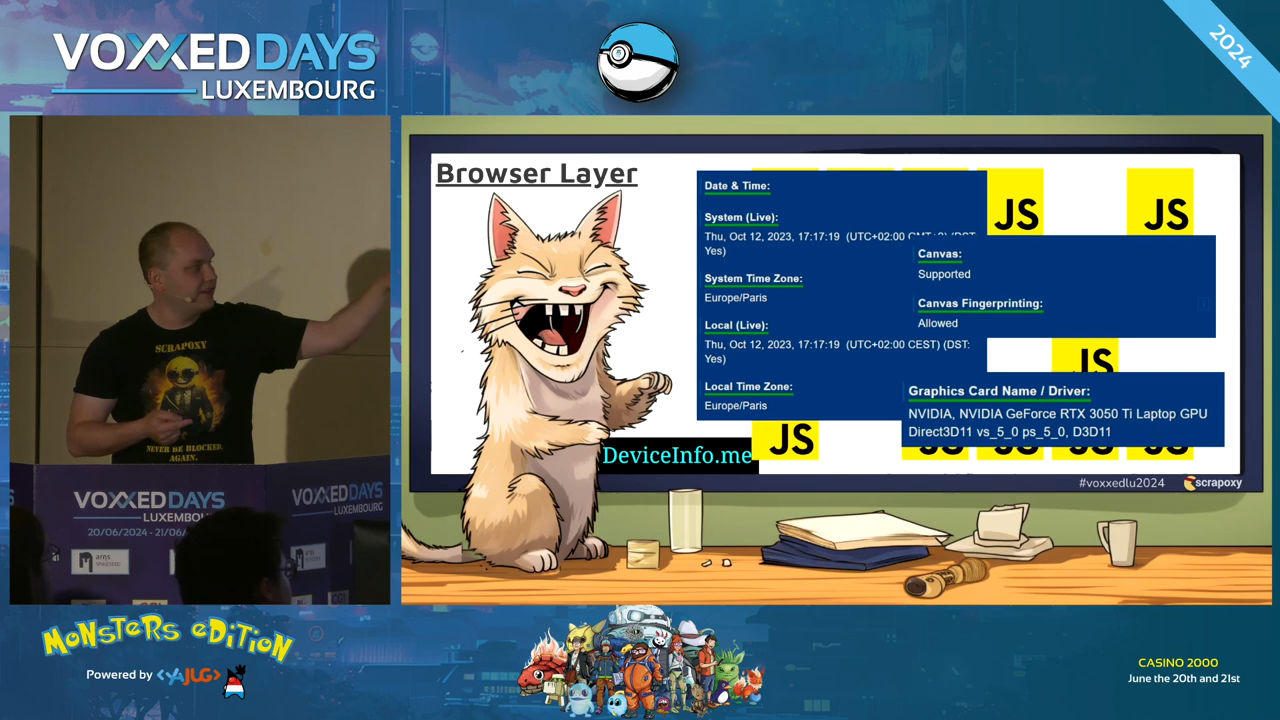 VOXXEDDAYS
LUXEMBOURG
2024
SCRAPOXY
NEVER BE BLOCKED
AGAIN.
VOXXEDDAYS
LUXEMBOU
20/06/2024 - 21/06/
VOXXEDDAYS
LUXEMBOURG
Browser Layer
Date & Time:
System (Live):
Thu, Oct 12, 2023, 17:17:19 (UTC+02:00
Yes)
System Time Zone:
Europe/Paris
Local (Live):
Thu, Oct 12, 2023, 17:17:19 (UTC+02:00 CEST) (DST:
Yes)
Local Time Zone:
Europe/Paris
JS
JS
Canvas:
Supported
Canvas Fingerprinting:
Allowed
JS
Graphics Card Name / Driver:
NVIDIA, NVIDIA GeForce RTX 3050 Ti Laptop GPU
Direct3D11 vs_5_0 ps_5_0, D3D11
JS
DeviceInfo.me
#voxxedlu2024
scrapoxy
MONSTERS EDITION
Powered by <YAJUG>
CASINO 2000
June the 20th and 21st